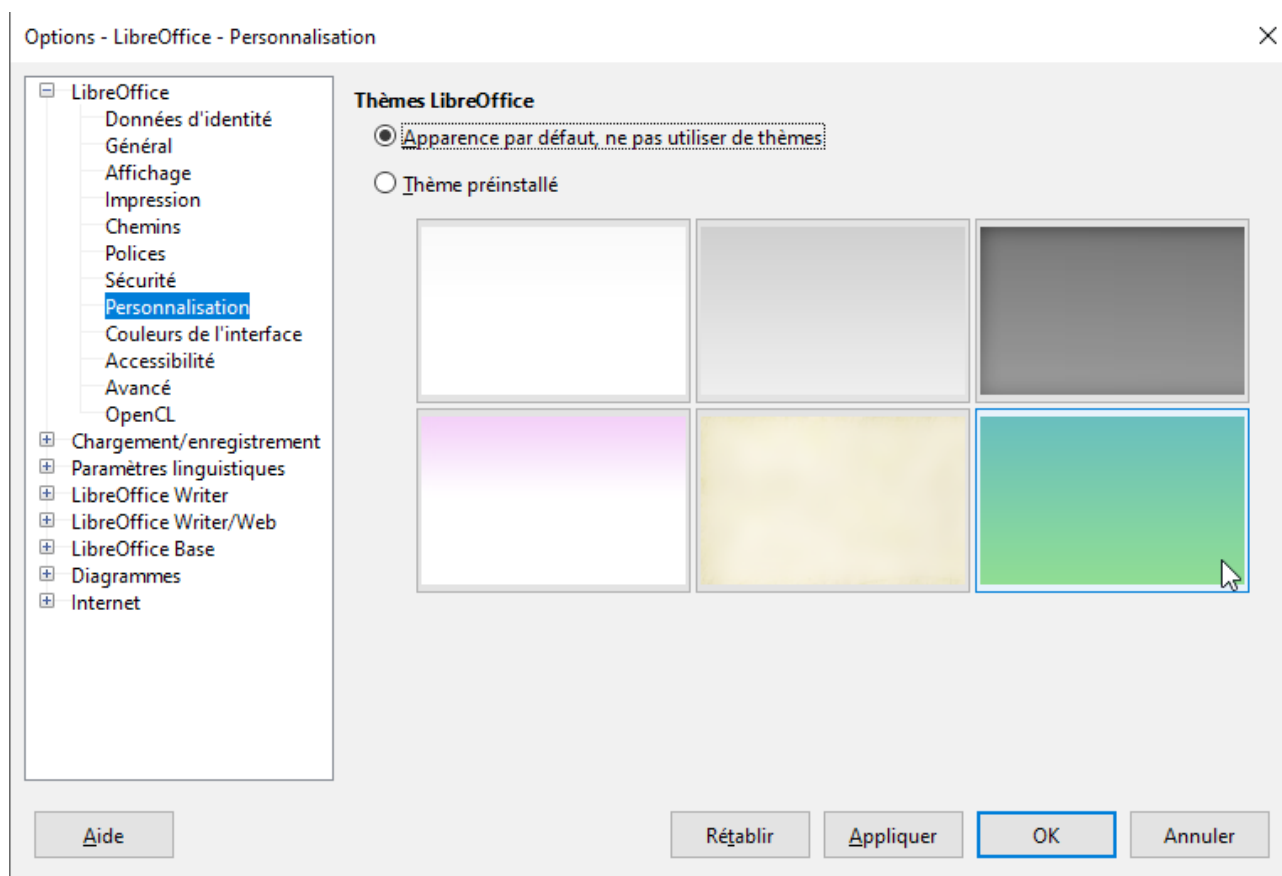 Options - LibreOffice - Personnalisation
LibreOffice
Données d'identité
Général
Affichage
Impression
Chemins
Polices
Sécurité
Personnalisation
Couleurs de l'interface
Accessibilité
Avancé
OpenCL
Chargement/enregistrement
Paramètres linguistiques
LibreOffice Writer
LibreOffice Writer/Web
LibreOffice Base
Diagrammes
Internet
Thèmes LibreOffice
Apparence par défaut, ne pas utiliser de thèmes
Thème préinstallé
Aide
Rétablir
Appliquer
OK
Annuler